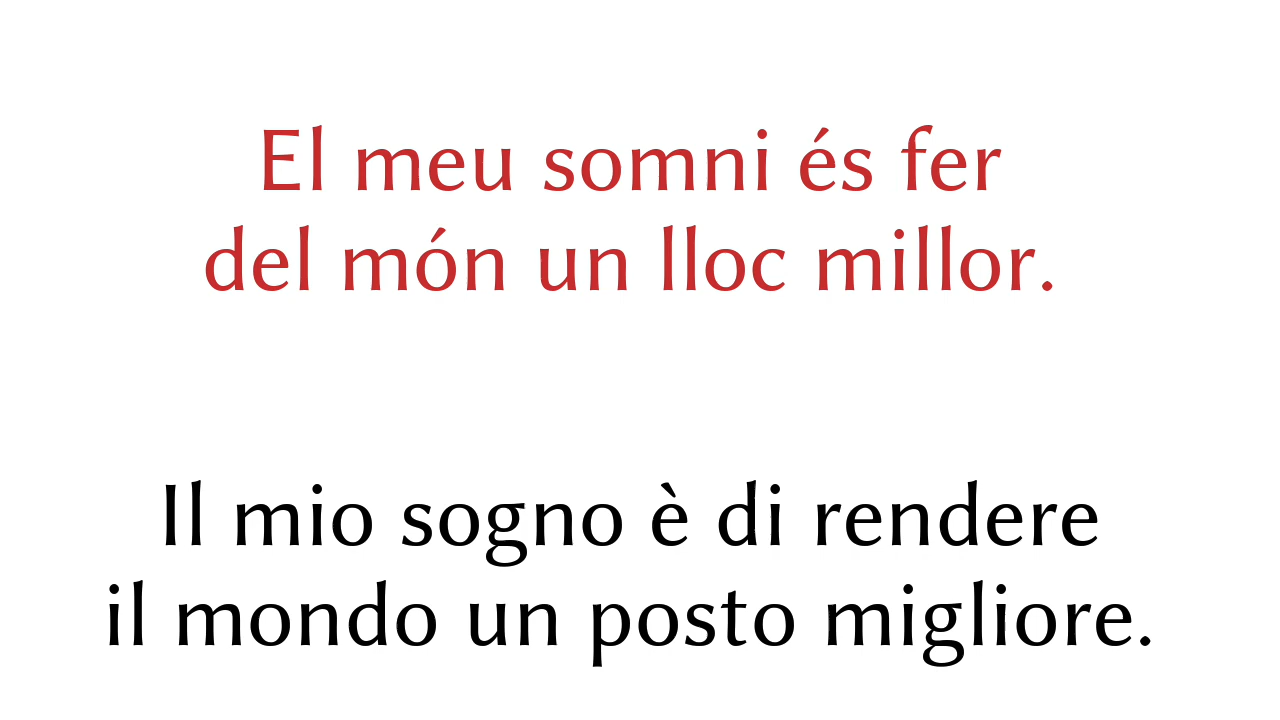 El meu somni és fer
del món un lloc millor.
Il mio sogno è di rendere
il mondo un posto migliore.